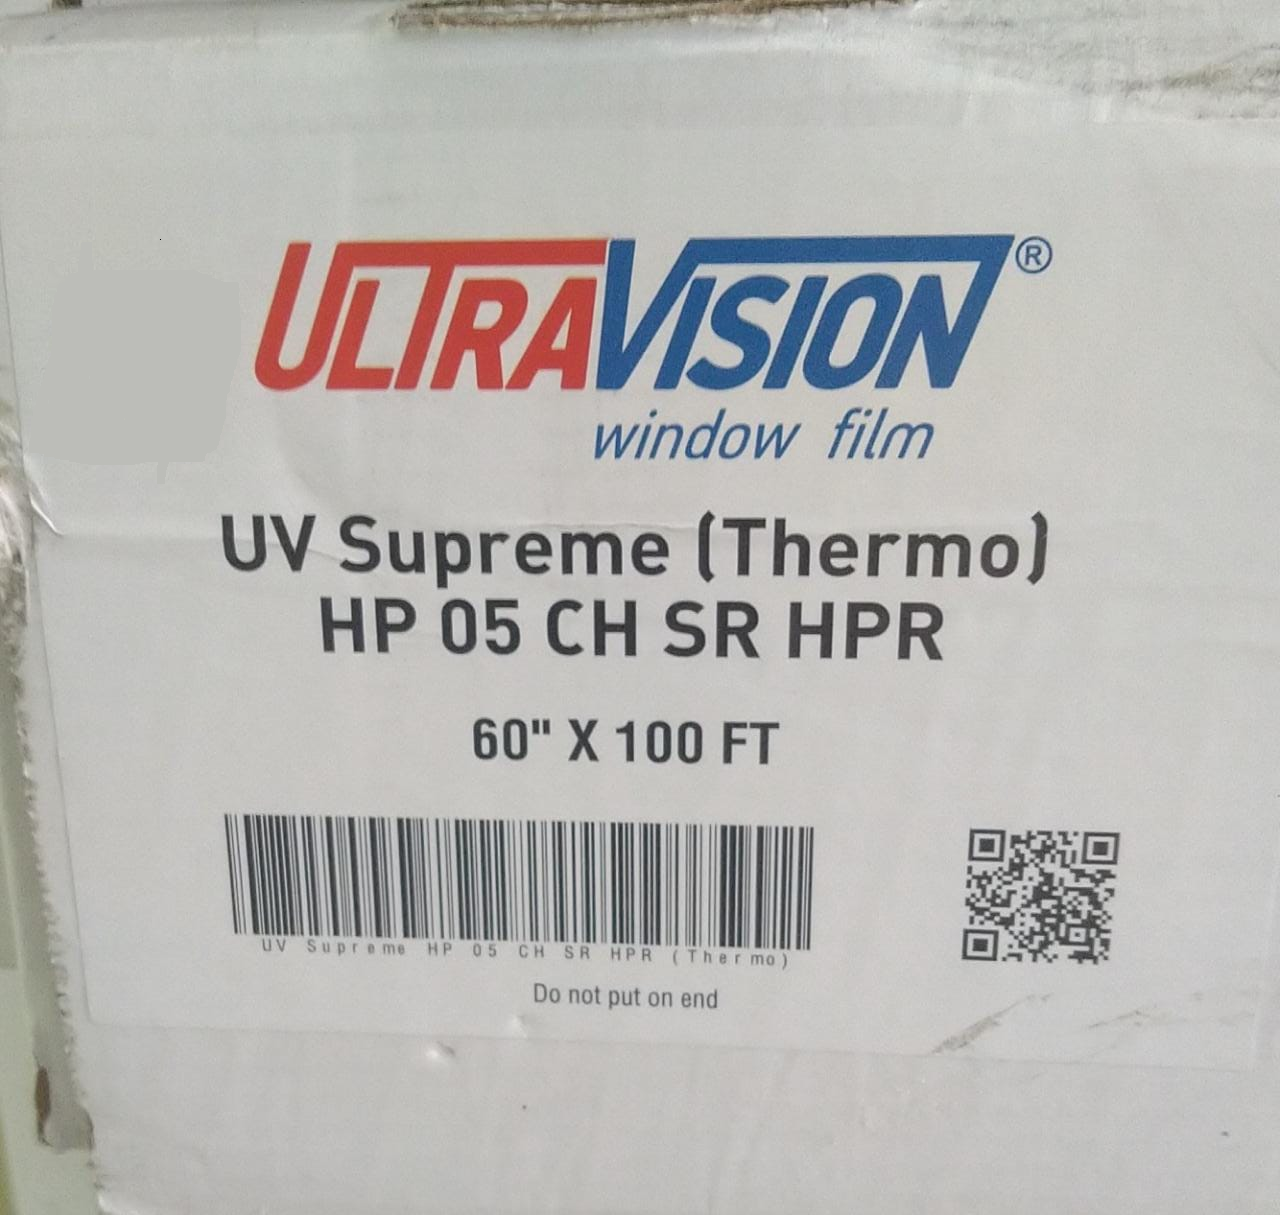 ULTRAVISION®
window film
UV Supreme (Thermo)
HP 05 CH SR HPR
60" X 100 FT
UV Supreme HP 05 CH SR HPR (Thermo)
Do not put on end